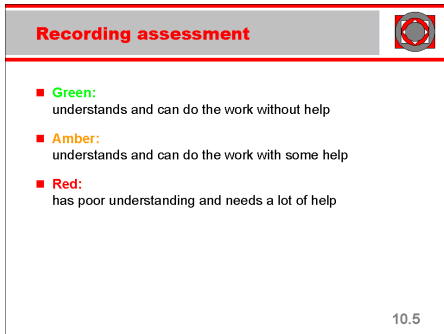 Recording assessment
Green:
understands and can do the work without help
Amber:
understands and can do the work with some help
Red:
has poor understanding and needs a lot of help
10.5